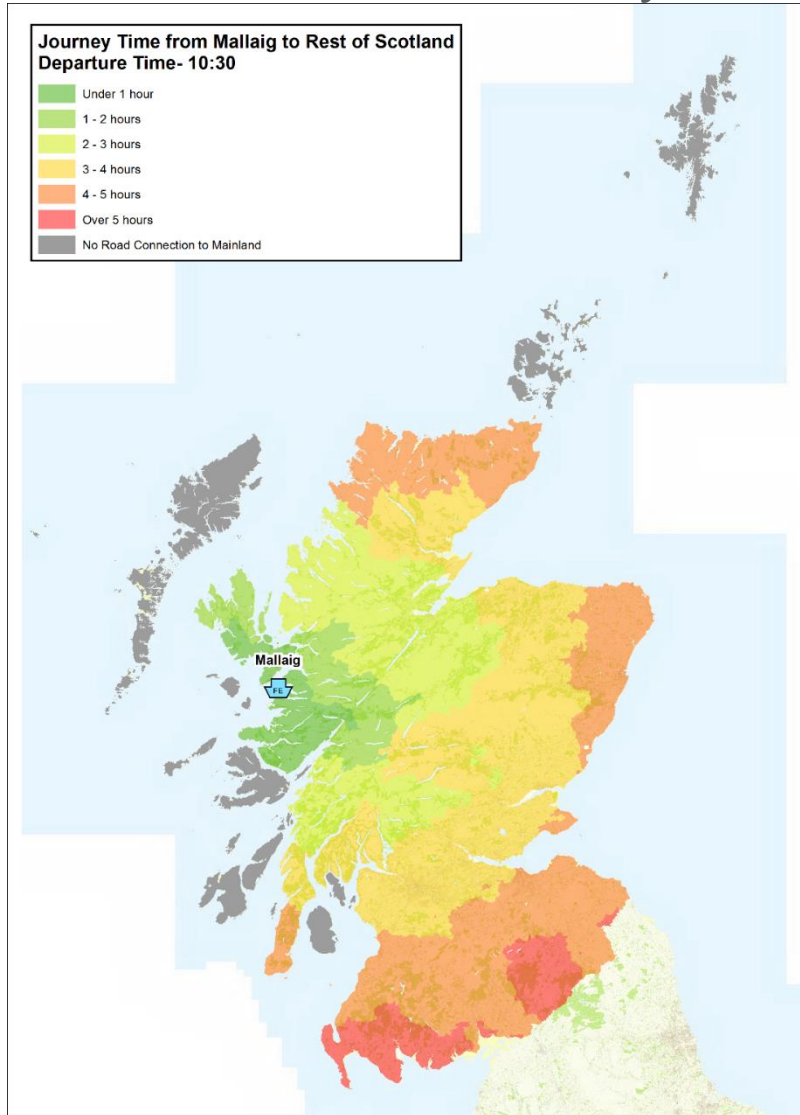 Journey Time from Mallaig to Rest of Scotland
Departure Time- 10:30
Under 1 hour
1 - 2 hours
2 - 3 hours
3 - 4 hours
4 - 5 hours
Over 5 hours
No Road Connection to Mainland
Mallaig
FE